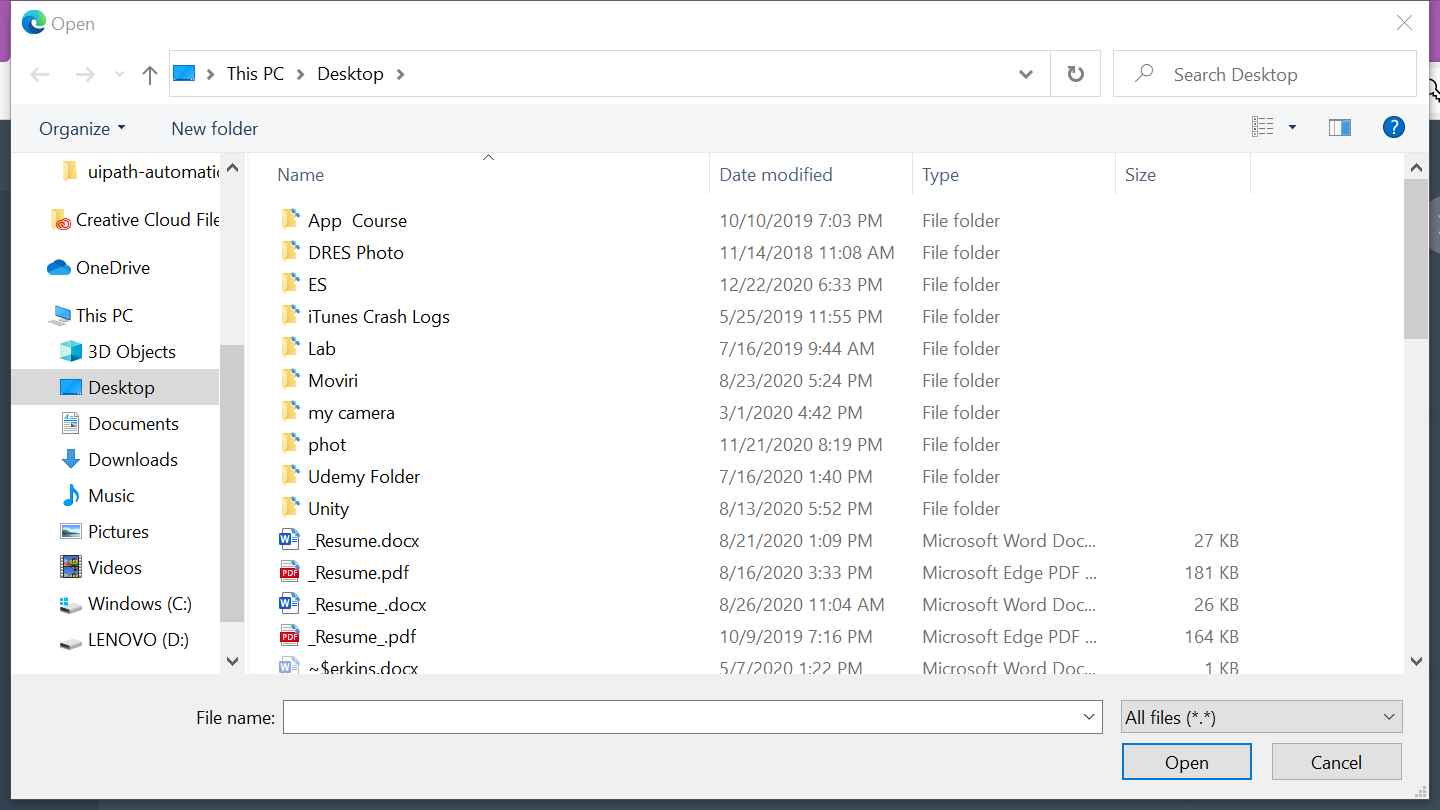 Open
This PC > Desktop >
Search Desktop
Organize
New folder
?
uipath-automatic
Creative Cloud File
OneDrive
This PC
3D Objects
Desktop
Documents
Downloads
Music
Pictures
Videos
Windows (C:)
LENOVO (D:)
Name Date modified Type Size
App  Course 10/10/2019 7:03 PM File folder
DRES Photo 11/14/2018 11:08 AM File folder
ES 12/22/2020 6:33 PM File folder
iTunes Crash Logs 5/25/2019 11:55 PM File folder
Lab 7/16/2019 9:44 AM File folder
Moviri 8/23/2020 5:24 PM File folder
my camera 3/1/2020 4:42 PM File folder
phot 11/21/2020 8:19 PM File folder
Udemy Folder 7/16/2020 1:40 PM File folder
Unity 8/13/2020 5:52 PM File folder
_Resume.docx 8/21/2020 1:09 PM Microsoft Word Doc... 27 KB
_Resume.pdf 8/16/2020 3:33 PM Microsoft Edge PDF ... 181 KB
_Resume_.docx 8/26/2020 11:04 AM Microsoft Word Doc... 26 KB
_Resume_.pdf 10/9/2019 7:16 PM Microsoft Edge PDF ... 164 KB
~$erkins.docx 5/7/2020 1:22 PM Microsoft Word Doc... 1 KB
File name:
All files (*.*)
Open
Cancel